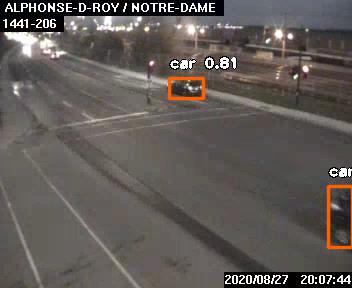 ALPHONSE-D-ROY / NOTRE-DAME
1441-206
car 0.81
car
2020/08/27 20:07:44